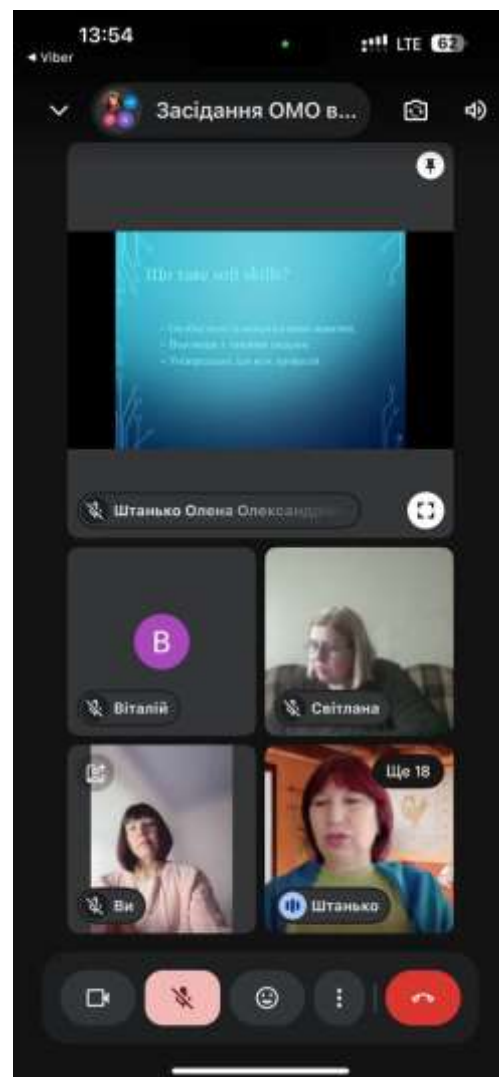 13:54
LTE 62
Viber
Засідання ОМО в...
Що таке soft skills?
Штанько Олена Олександрі
В
Віталій
Світлана
Ще 18
Ви
Штанько